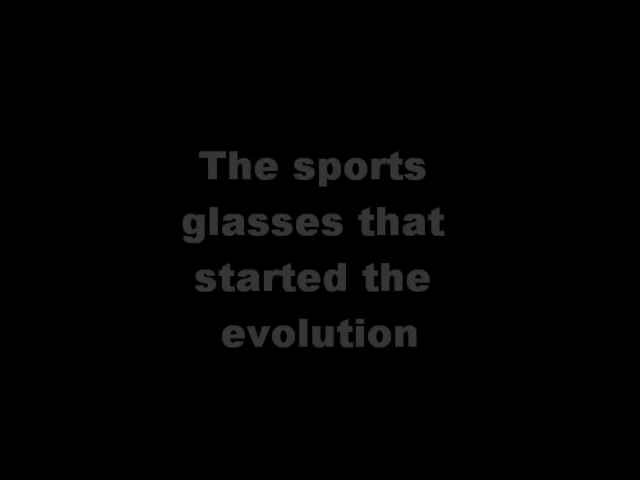 The sports
glasses that
started the
evolution